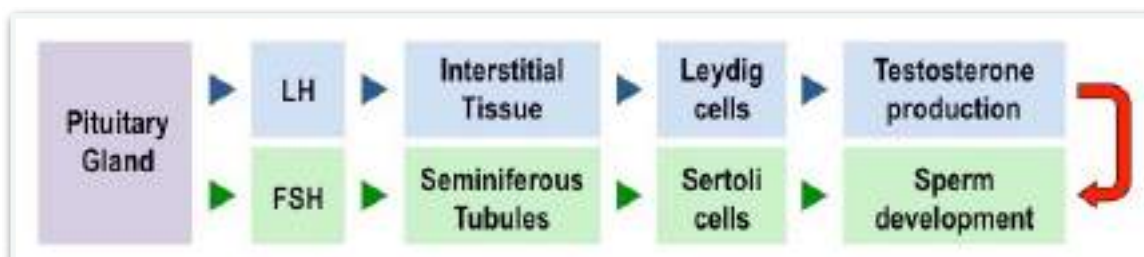 Pituitary
Gland
LH
Interstitial
Tissue
Leydig
cells
Testosterone
production
FSH
Seminiferous
Tubules
Sertoli
cells
Sperm
development